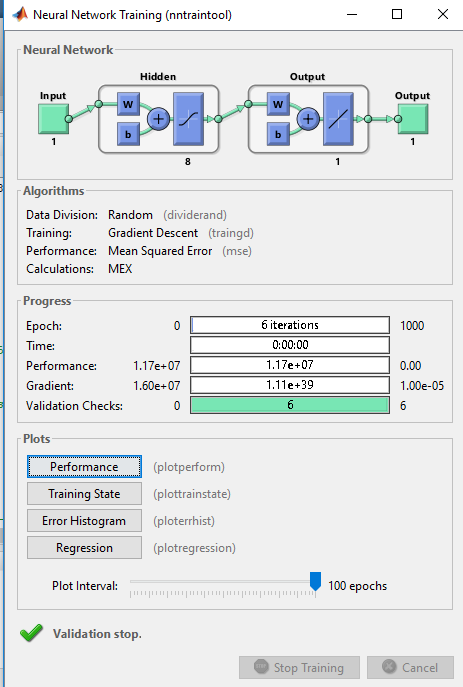 Neural Network Training (nntraintool)
Neural Network
Hidden Output
Input Output
W W
b b
+ +
1 8 1 1
Algorithms
Data Division: Random (dividerand)
Training: Gradient Descent (traingd)
Performance: Mean Squared Error (mse)
Calculations: MEX
Progress
Epoch: 0 6 iterations 1000
Time: 0:00:00
Performance: 1.17e+07 1.17e+07 0.00
Gradient: 1.60e+07 1.11e+39 1.00e-05
Validation Checks: 0 6 6
Plots
Performance (plotperform)
Training State (plottrainstate)
Error Histogram (ploterrhist)
Regression (plotregression)
Plot Interval: 100 epochs
Validation stop.
Stop Training Cancel